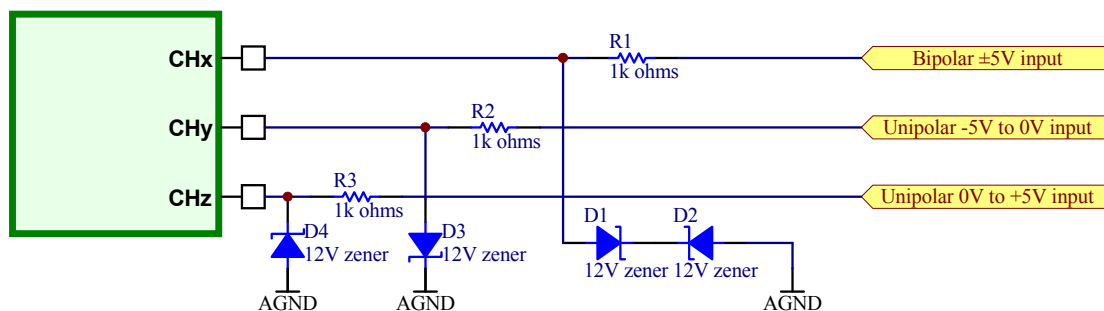 CHx
R1
1k ohms
Bipolar ±5V input
CHy
R2
1k ohms
Unipolar -5V to 0V input
CHz
R3
1k ohms
Unipolar 0V to +5V input
D4
12V zener
D3
12V zener
D1
12V zener
D2
12V zener
AGND
AGND
AGND